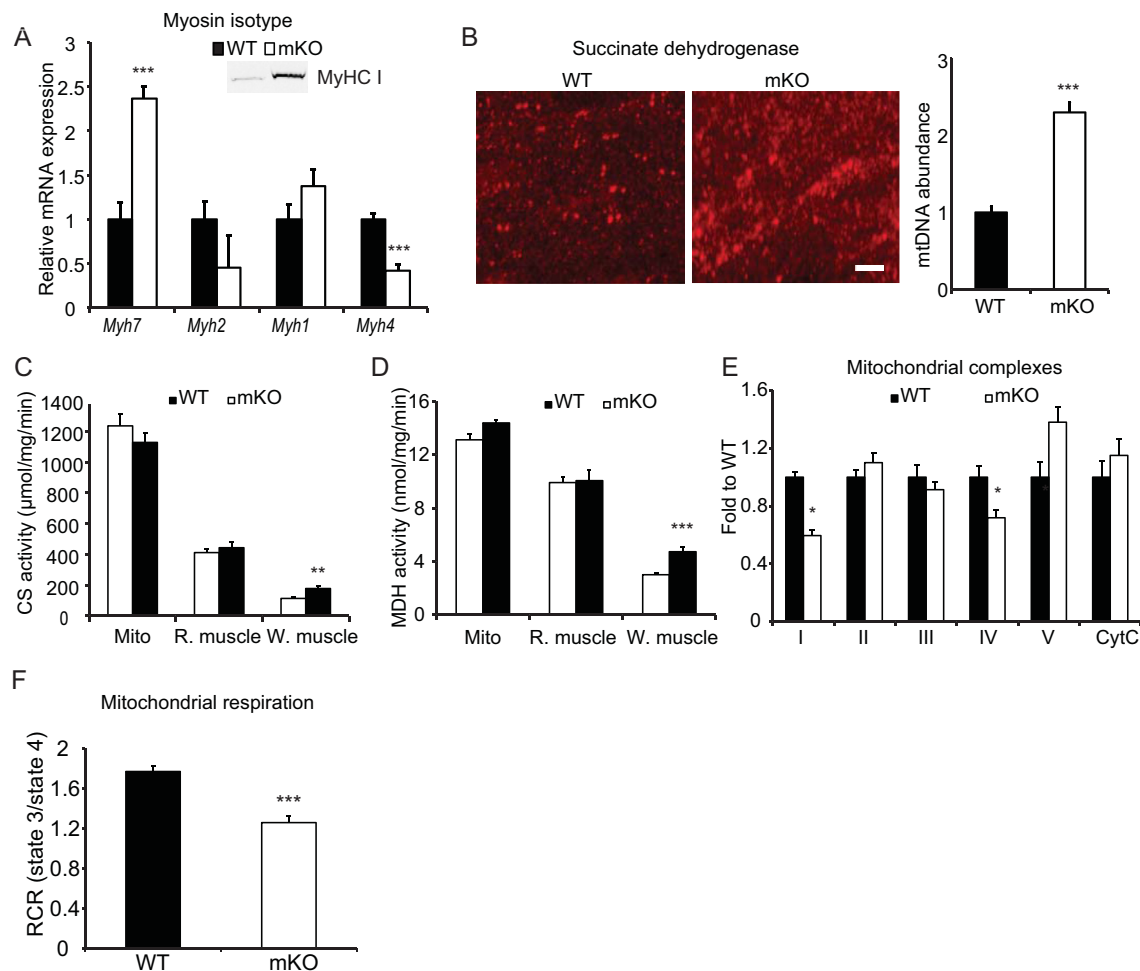 A
Myosin isotype
WT mKO
MyHC I
Relative mRNA expression
3
2.5
2
1.5
1
0.5
0
***
***
Myh7 Myh2 Myh1 Myh4
B
Succinate dehydrogenase
WT mKO
mtDNA abundance
3
2
1
0
***
WT mKO
C
WT mKO
CS activity (μmol/mg/min)
1400
1200
1000
800
600
400
200
0
**
Mito R. muscle W. muscle
D
WT mKO
MDH activity (nmol/mg/min)
16
12
8
4
0
***
Mito R. muscle W. muscle
E
Mitochondrial complexes
WT mKO
Fold to WT
1.6
1.2
0.8
0.4
0
*
*
*
I II III IV V CytC
F
Mitochondrial respiration
RCR (state 3/state 4)
2
1.6
1.2
0.8
0.4
0
***
WT mKO